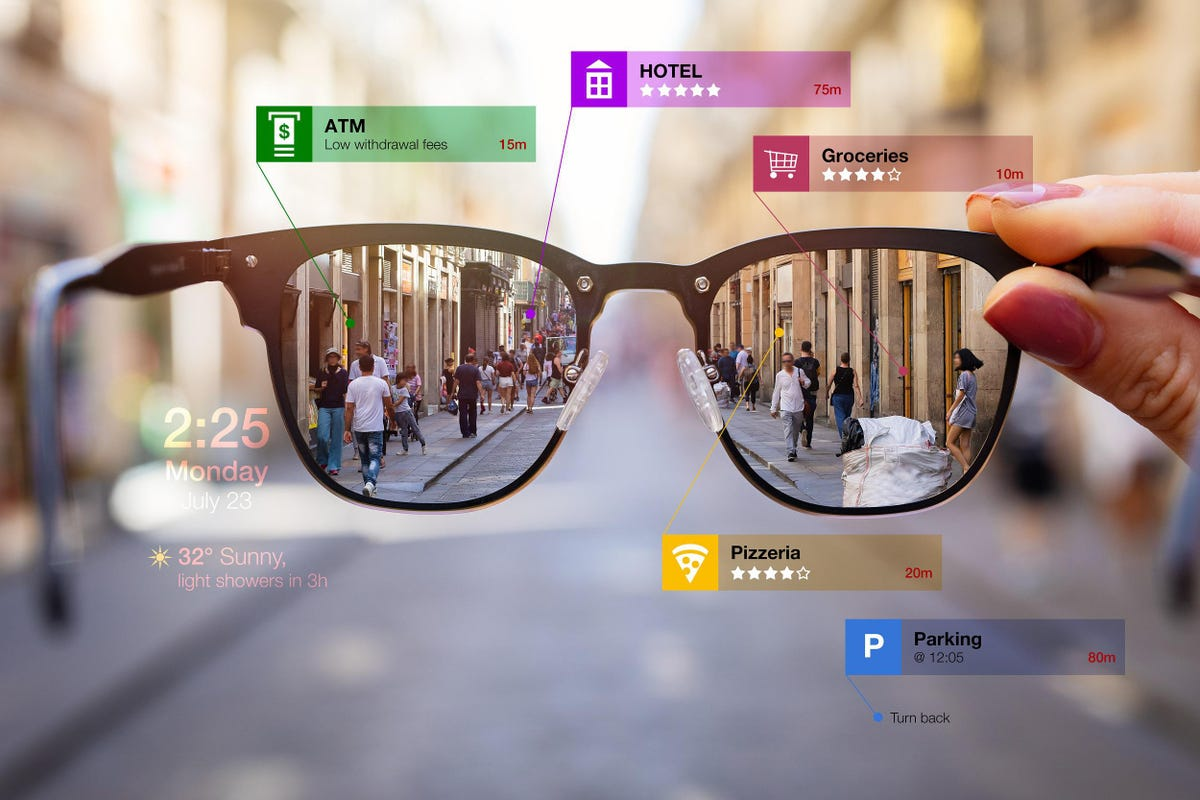 HOTEL
75m
ATM
Low withdrawal fees
15m
Groceries
10m
2:25
Monday
July 23
32° Sunny,
light showers in 3h
Pizzeria
20m
P
Parking
@ 12:05
80m
Turn back
$